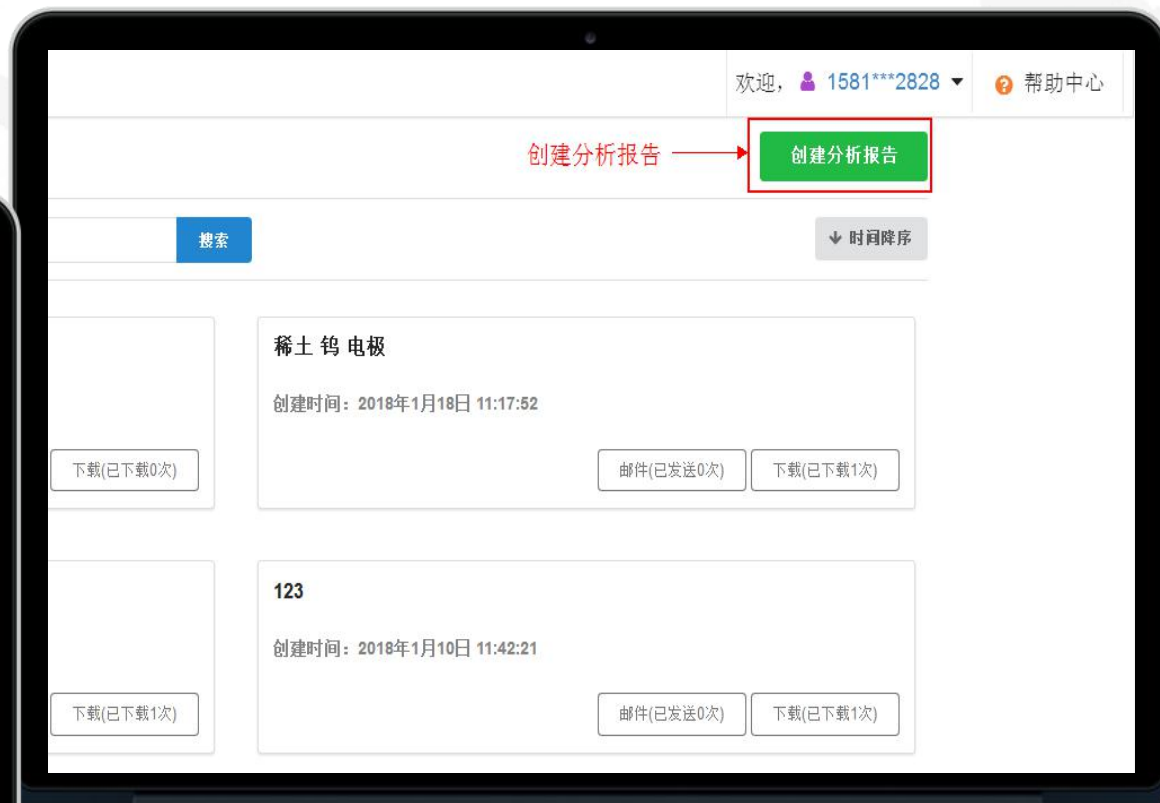 欢迎, 1581***2828
帮助中心
创建分析报告
创建分析报告
搜索
时间降序
稀土 钨 电极
创建时间：2018年1月18日 11:17:52
下载(已下载0次)
邮件(已发送0次)
下载(已下载1次)
123
创建时间：2018年1月10日 11:42:21
下载(已下载1次)
邮件(已发送0次)
下载(已下载1次)